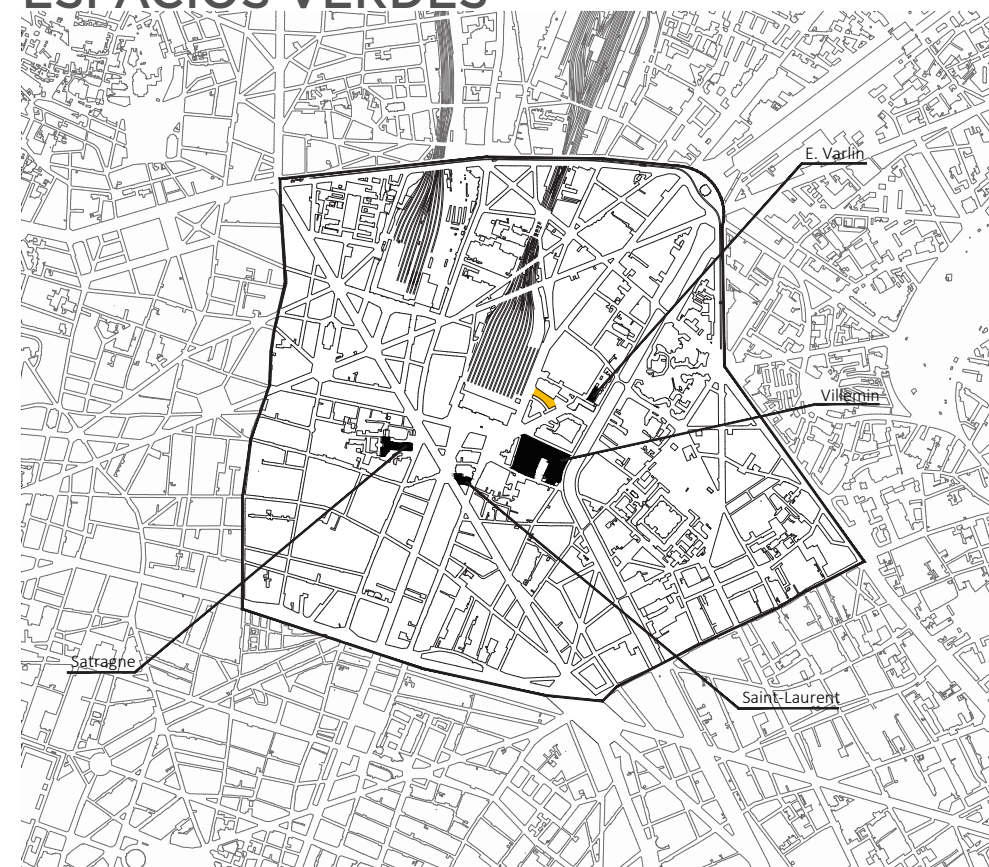 ESPACIOS VERDES
E. Varlin
Villemin
Satragne
Saint-Laurent